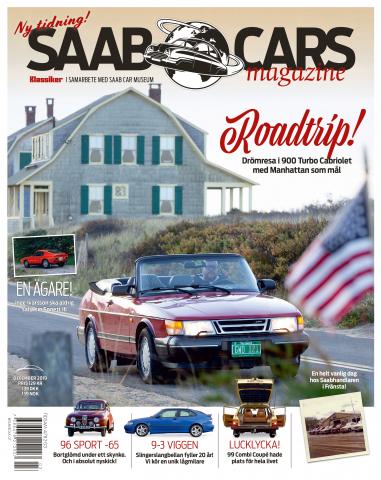 Ny tidning!
SAAB CARS
magazine
Klassiker I SAMARBETE MED SAAB CAR MUSEUM
Roadtrip!
Drömresa i 900 Turbo Cabriolet
med Manhattan som mål
EN ÄGARE!
DECEMBER 2019
PRIS 129 KR
En helt vanlig dag
hos Saabhandlaren
i Fränsta!
96 SPORT -65
Bortglömd under ett skynke.
Och i absolut nyskick!
9-3 VIGGEN
Slingerslangbellan fyller 20 år!
Vi kör en unik lågmilare
LUCKLYCKA!
99 Combi Coupé hade
plats för hela livet